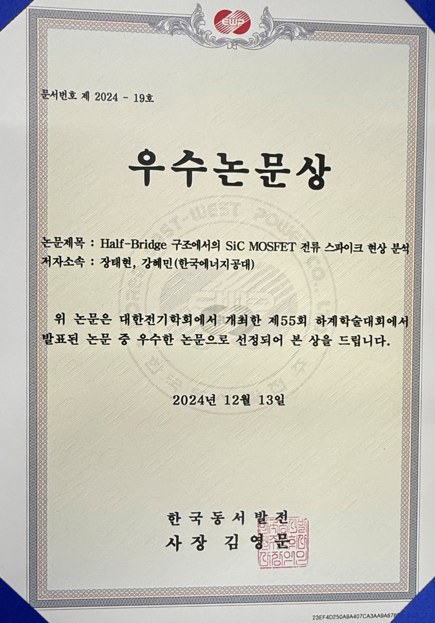 EWP
문서번호 제 2024 - 19호
우수논문상
논문제목 : Half-Bridge 구조에서의 SiC MOSFET 전류 스파이크 현상 분석
저자소속 : 장태현, 강혜민(한국에너지공대)
위 논문은 대한전기학회에서 개최한 제55회 하계학술대회에서
발표된 논문 중 우수한 논문으로 선정되어 본 상을 드립니다.
2024년 12월 13일
한국동서발전
사장 김영문